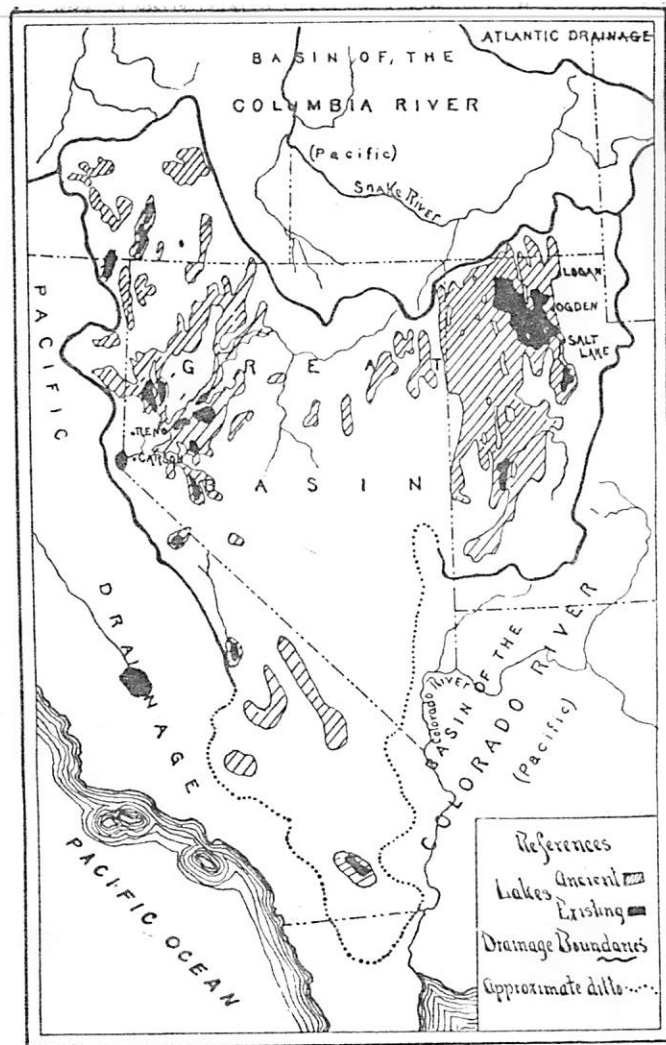 ATLANTIC DRAINAGE
BASIN OF, THE
COLUMBIA RIVER
(Pacific)
Snake River
LOGAN
OGDEN
SALT
LAKE
PACIFIC
GREAT
RENO
CARSON
BASIN
DRAINAGE
Colorado River
BASIN OF THE
COLORADO RIVER
(Pacific)
PACIFIC OCEAN
References
Lakes Ancient
Existing
Drainage Boundaries
Approximate ditto